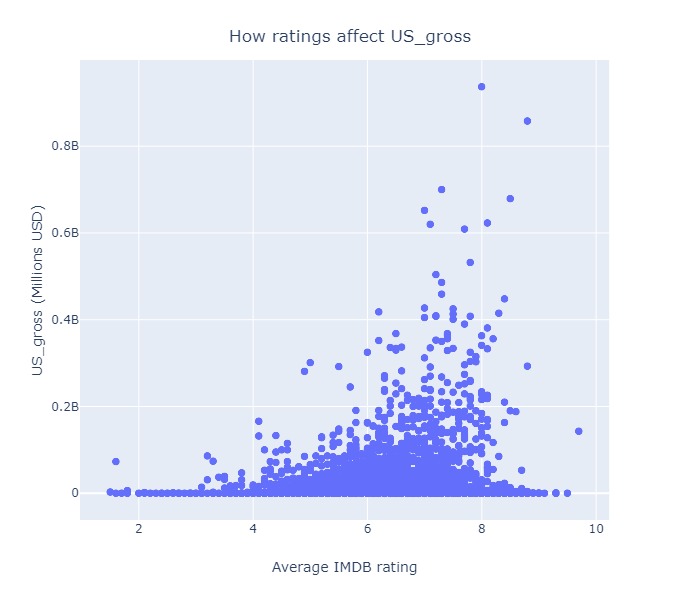 How ratings affect US_gross
US_gross (Millions USD)
0.8B
0.6B
0.4B
0.2B
0
2 4 6 8 10
Average IMDB rating